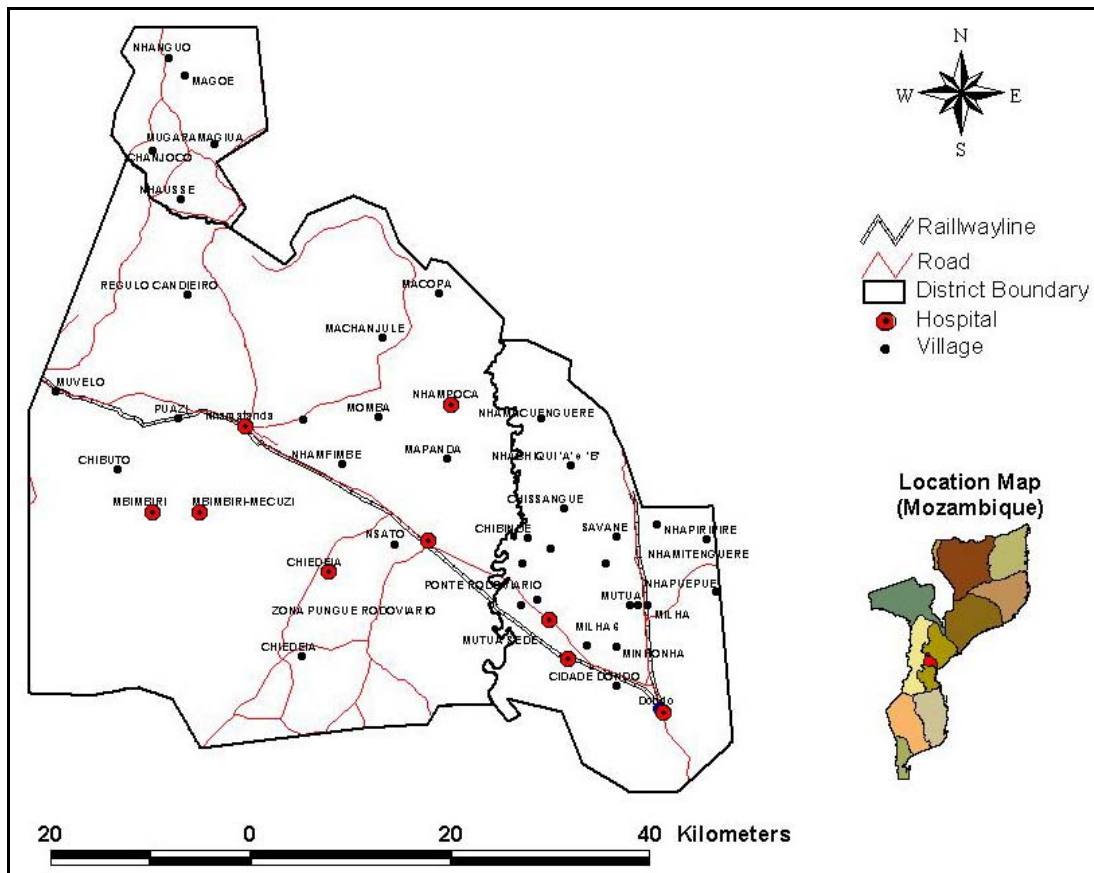 NHANGUO
MAGOE
MUGARAMAGIUA
CHANJOCO
NHAUSSE
REGULO CANDIEIRO
MACOPA
MACHANJULE
MUVELO
PUAZI
Nhamatanda
MOMBA
NHAMPOCA
NHAMACUENGUERE
NHAMFIMBE
MAPANDA
NHACHIQUI 'A' e 'B'
CHIBUTO
MBIMBIRI
MBIMBIRI-MECUZI
CHISSANGUE
NSATO
CHIBINDE
SAVANE
NHAPIRIPIRE
NHAMITENGUERE
CHIEDEIA
PONTE RODOVIARIO
NHAPUEPUE
ZONA PUNGUE RODOVIARIO
MUTUA
MILHA
MILHA 6
CHIEDEIA
MUTUA SEDE
MINHONHA
CIDADE DONDO
Dondo
N
W
E
S
Raillwayline
Road
District Boundary
Hospital
Village
Location Map
(Mozambique)
20 0 20 40 Kilometers